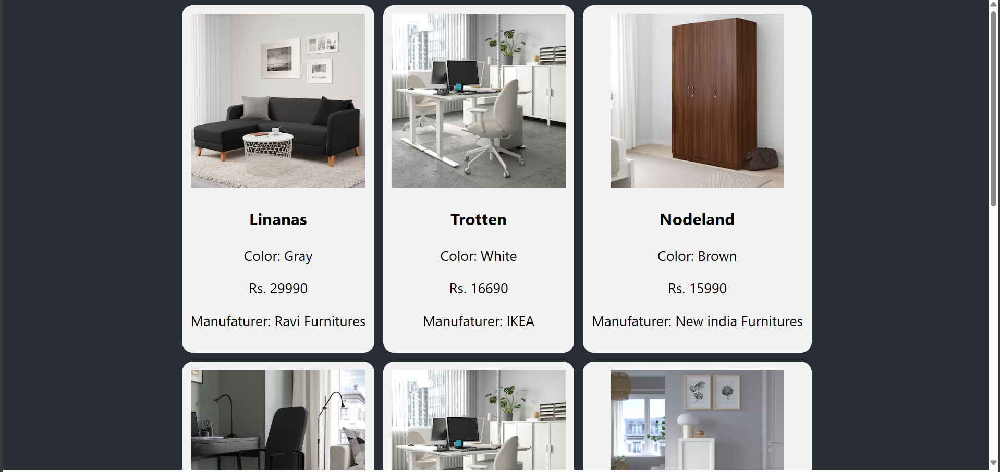 Linanas
Color: Gray
Rs. 29990
Manufaturer: Ravi Furnitures
Trotten
Color: White
Rs. 16690
Manufaturer: IKEA
Nodeland
Color: Brown
Rs. 15990
Manufaturer: New india Furnitures